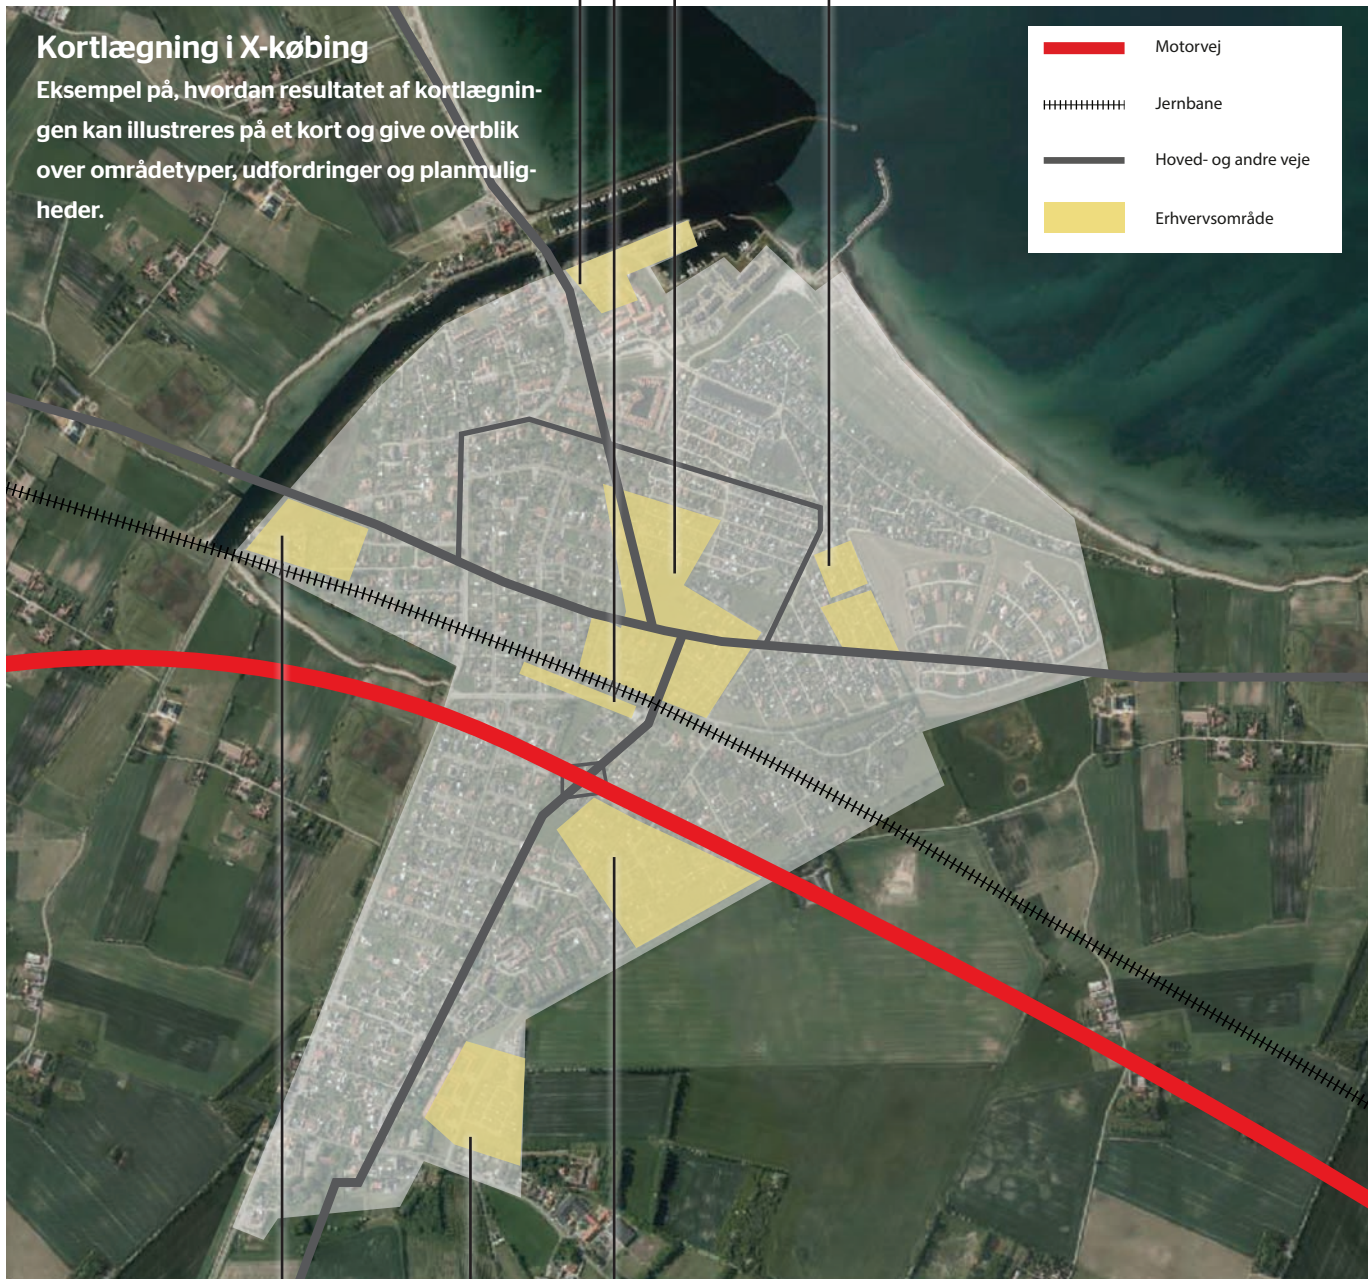 Kortlægning i X-købing
Eksempel på, hvordan resultatet af kortlægnin-
gen kan illustreres på et kort og give overblik
over områdetyper, udfordringer og planmulig-
heder.
Motorvej
Jernbane
Hoved- og andre veje
Erhvervsområde